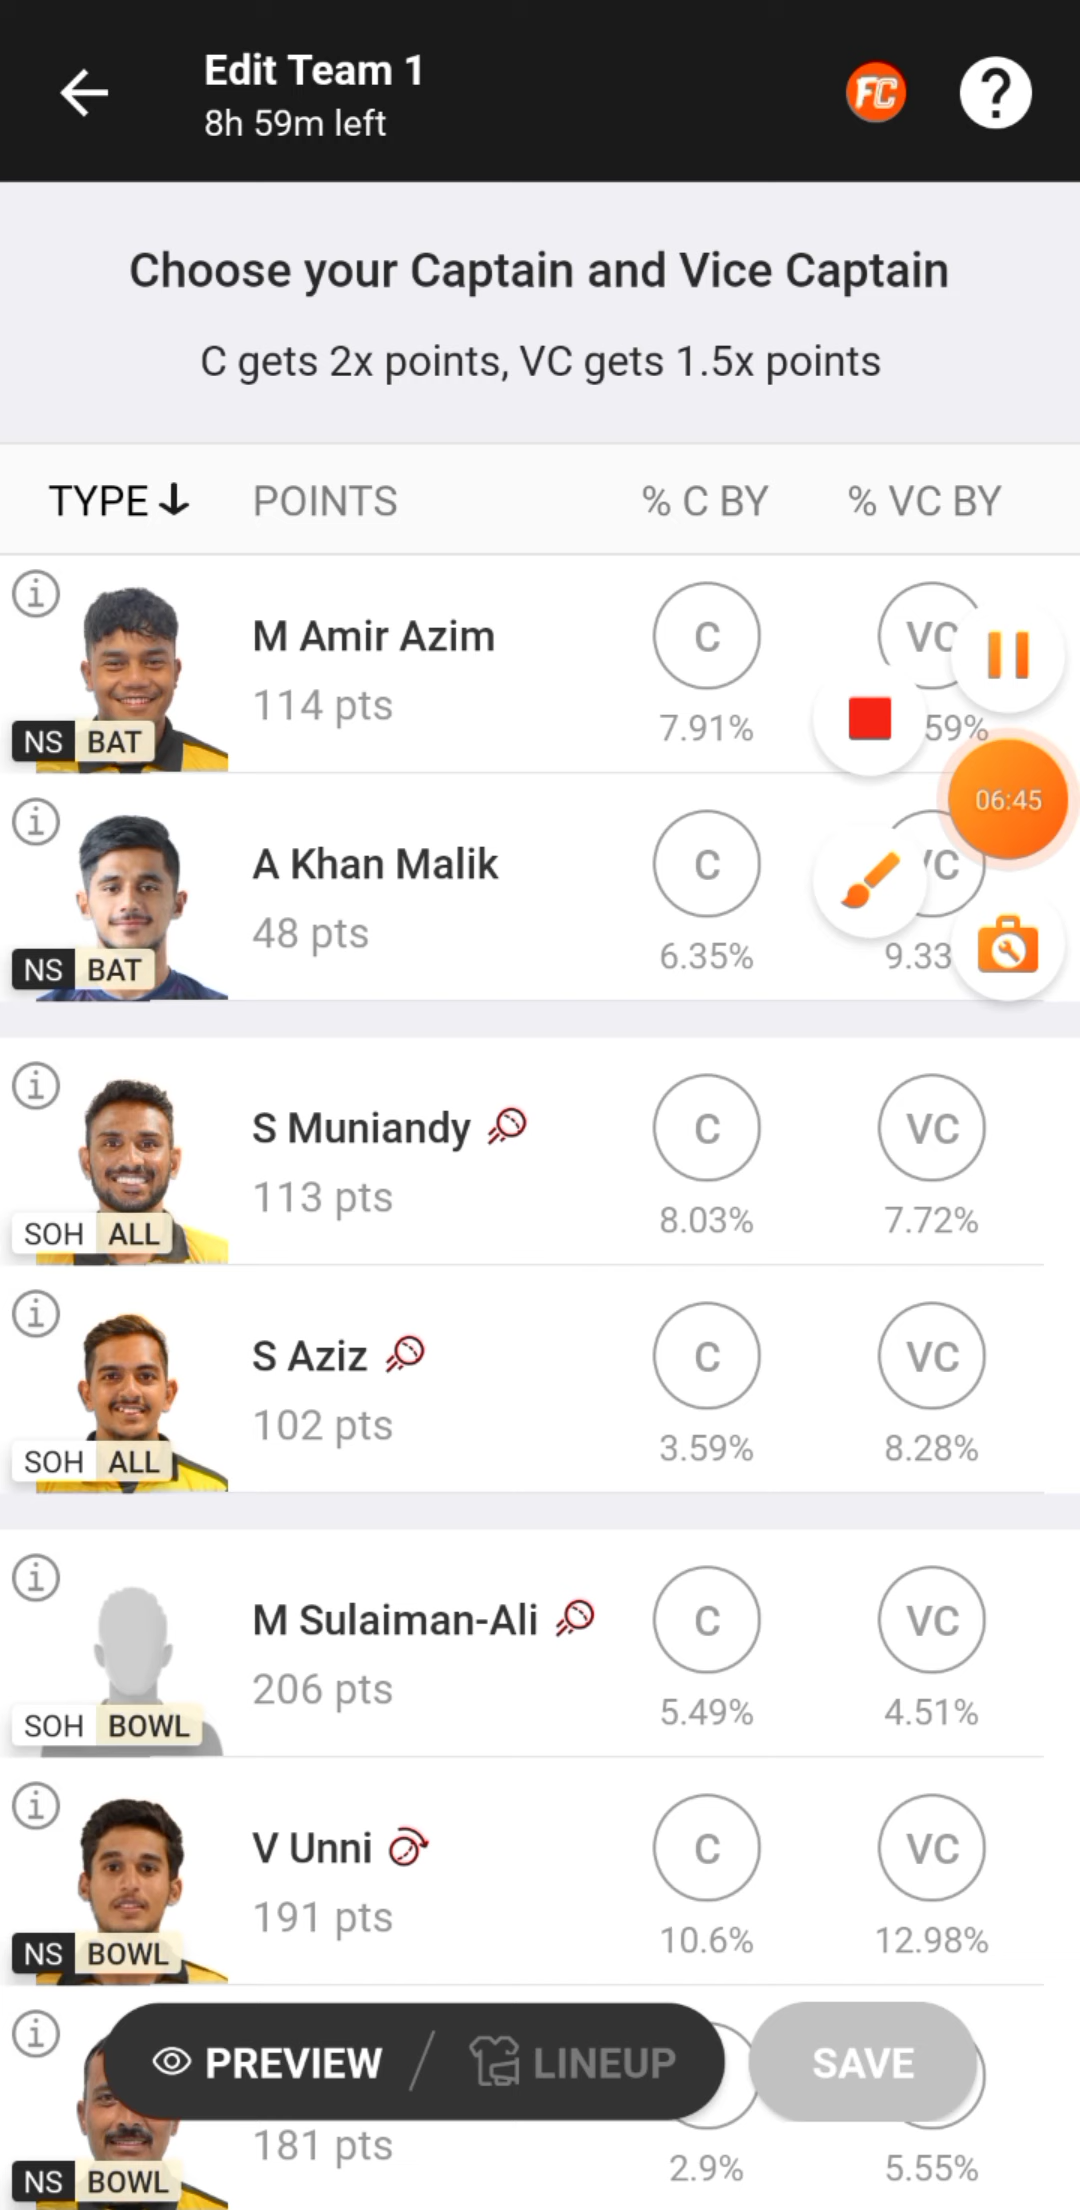 Edit Team 1
8h 59m left
FC
?
Choose your Captain and Vice Captain
C gets 2x points, VC gets 1.5x points
TYPE POINTS % C BY % VC BY
M Amir Azim C VC
114 pts 7.91% 59%
NS BAT
06:45
A Khan Malik C VC
48 pts 6.35% 9.33
NS BAT
S Muniandy C VC
113 pts 8.03% 7.72%
SOH ALL
S Aziz C VC
102 pts 3.59% 8.28%
SOH ALL
M Sulaiman-Ali C VC
206 pts 5.49% 4.51%
SOH BOWL
V Unni C VC
191 pts 10.6% 12.98%
NS BOWL
PREVIEW / LINEUP SAVE
181 pts 2.9% 5.55%
NS BOWL